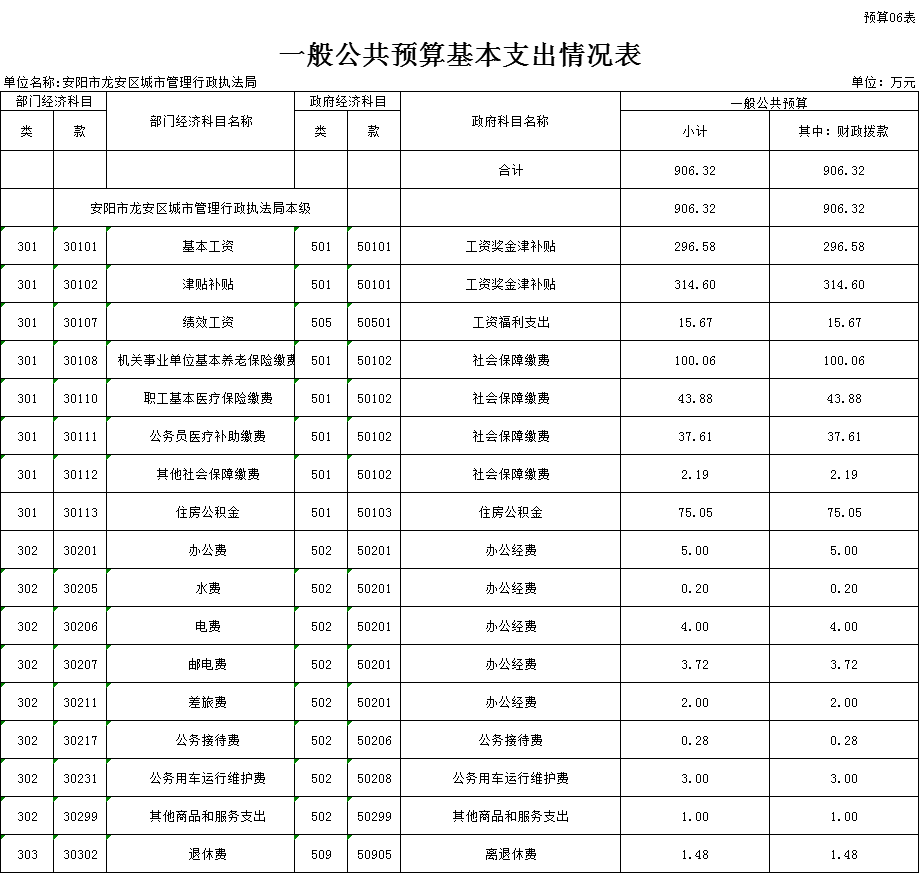 预算06表
一般公共预算基本支出情况表
单位名称:安阳市龙安区城市管理行政执法局 单位：万元
部门经济科目 部门经济科目名称 政府经济科目 政府科目名称 一般公共预算
类 款 类 款 小计 其中：财政拨款
合计 906.32 906.32
安阳市龙安区城市管理行政执法局本级 906.32 906.32
301 30101 基本工资 501 50101 工资奖金津补贴 296.58 296.58
301 30102 津贴补贴 501 50101 工资奖金津补贴 314.60 314.60
301 30107 绩效工资 505 50501 工资福利支出 15.67 15.67
301 30108 机关事业单位基本养老保险缴费 501 50102 社会保障缴费 100.06 100.06
301 30110 职工基本医疗保险缴费 501 50102 社会保障缴费 43.88 43.88
301 30111 公务员医疗补助缴费 501 50102 社会保障缴费 37.61 37.61
301 30112 其他社会保障缴费 501 50102 社会保障缴费 2.19 2.19
301 30113 住房公积金 501 50103 住房公积金 75.05 75.05
302 30201 办公费 502 50201 办公经费 5.00 5.00
302 30205 水费 502 50201 办公经费 0.20 0.20
302 30206 电费 502 50201 办公经费 4.00 4.00
302 30207 邮电费 502 50201 办公经费 3.72 3.72
302 30211 差旅费 502 50201 办公经费 2.00 2.00
302 30217 公务接待费 502 50206 公务接待费 0.28 0.28
302 30231 公务用车运行维护费 502 50208 公务用车运行维护费 3.00 3.00
302 30299 其他商品和服务支出 502 50299 其他商品和服务支出 1.00 1.00
303 30302 退休费 509 50905 离退休费 1.48 1.48